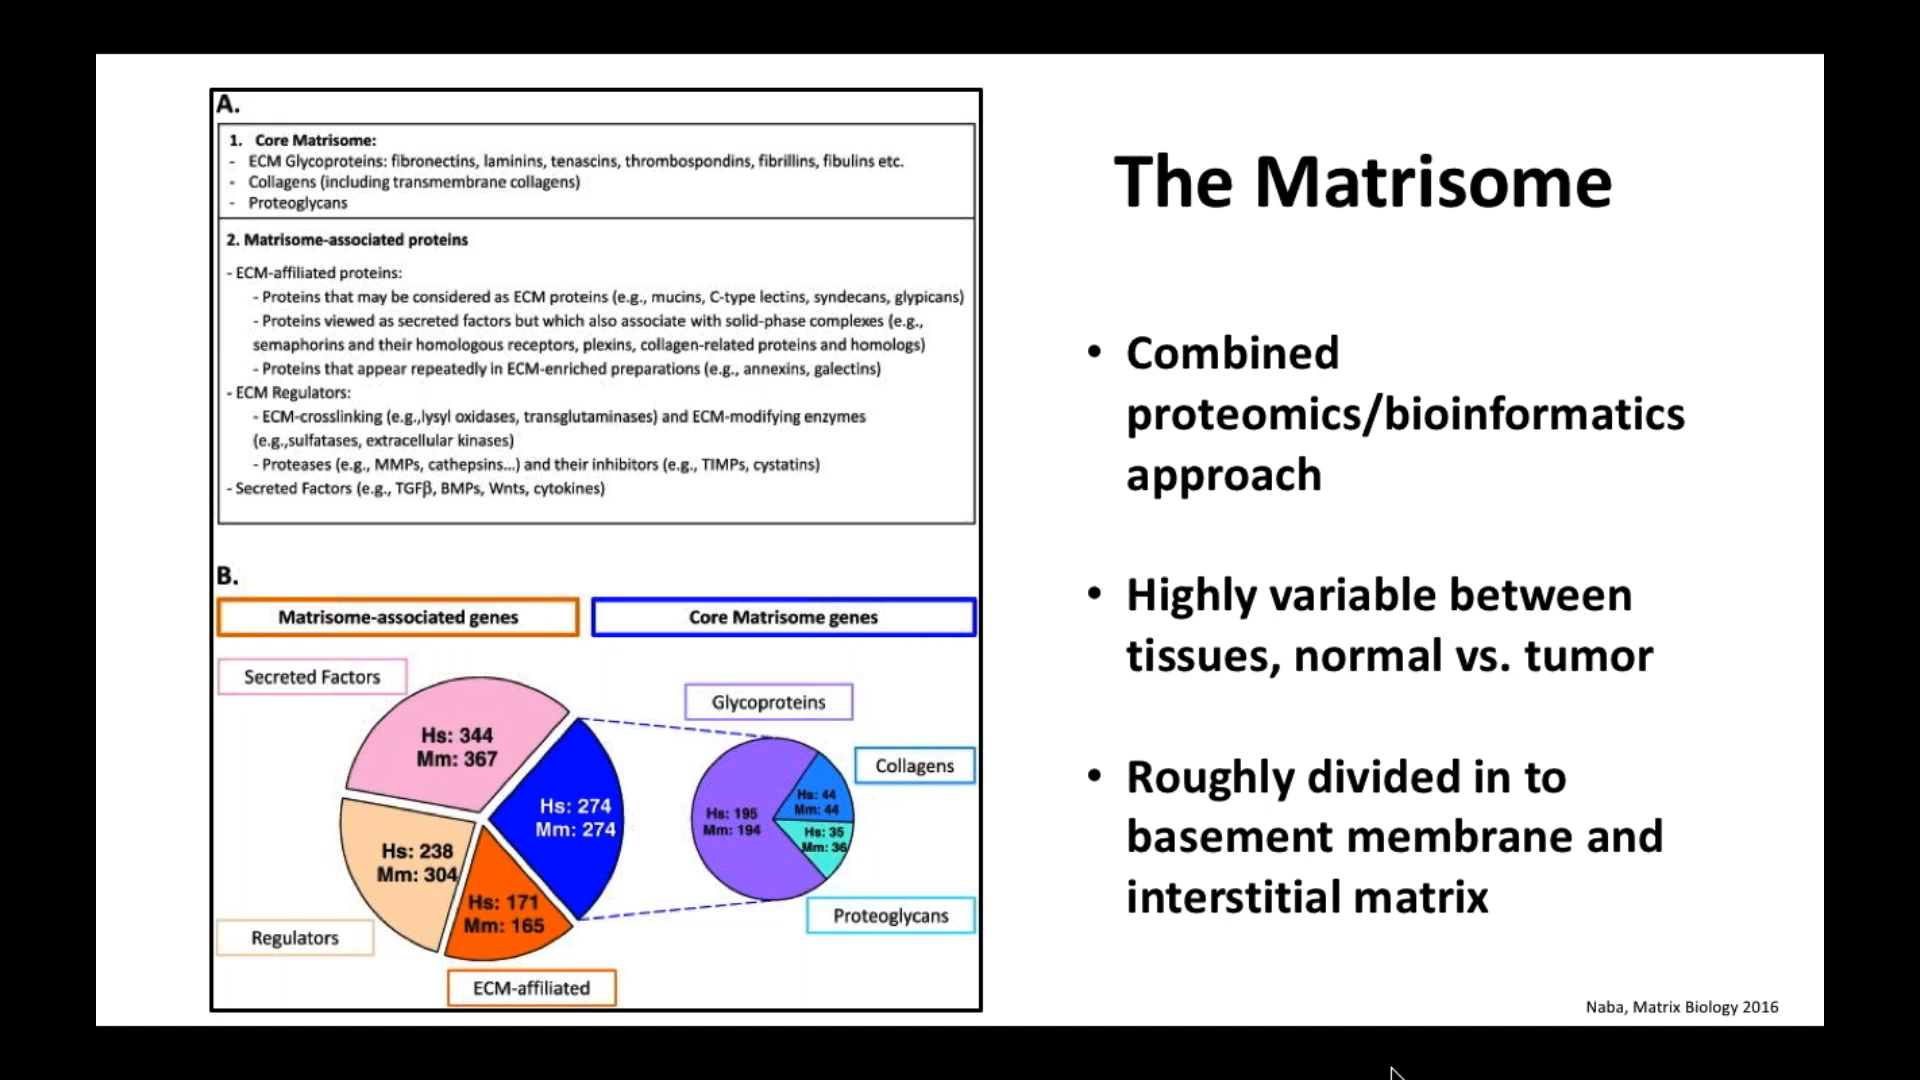 A.
1. Core Matrisome:
- ECM Glycoproteins: fibronectins, laminins, tenascins, thrombospondins, fibrillins, fibulins etc.
- Collagens (including transmembrane collagens)
- Proteoglycans
2. Matrisome-associated proteins
- ECM-affiliated proteins:
- Proteins that may be considered as ECM proteins (e.g., mucins, C-type lectins, syndecans, glypicans)
- Proteins viewed as secreted factors but which also associate with solid-phase complexes (e.g.,
semaphorins and their homologous receptors, plexins, collagen-related proteins and homologs)
- Proteins that appear repeatedly in ECM-enriched preparations (e.g., annexins, galectins)
- ECM Regulators:
- ECM-crosslinking (e.g.,lysyl oxidases, transglutaminases) and ECM-modifying enzymes
(e.g.,sulfatases, extracellular kinases)
- Proteases (e.g., MMPs, cathepsins...) and their inhibitors (e.g., TIMPs, cystatins)
- Secreted Factors (e.g., TGFβ, BMPs, Wnts, cytokines)
B.
Matrisome-associated genes
Core Matrisome genes
Secreted Factors
Hs: 344
Mm: 367
Hs: 274
Mm: 274
Hs: 238
Mm: 304
Hs: 171
Mm: 165
Regulators
ECM-affiliated
Glycoproteins
Collagens
Hs: 195
Mm: 194
Hs: 44
Mm: 44
Hs: 35
Mm: 36
Proteoglycans
The Matrisome
• Combined
proteomics/bioinformatics
approach
• Highly variable between
tissues, normal vs. tumor
• Roughly divided in to
basement membrane and
interstitial matrix
Naba, Matrix Biology 2016